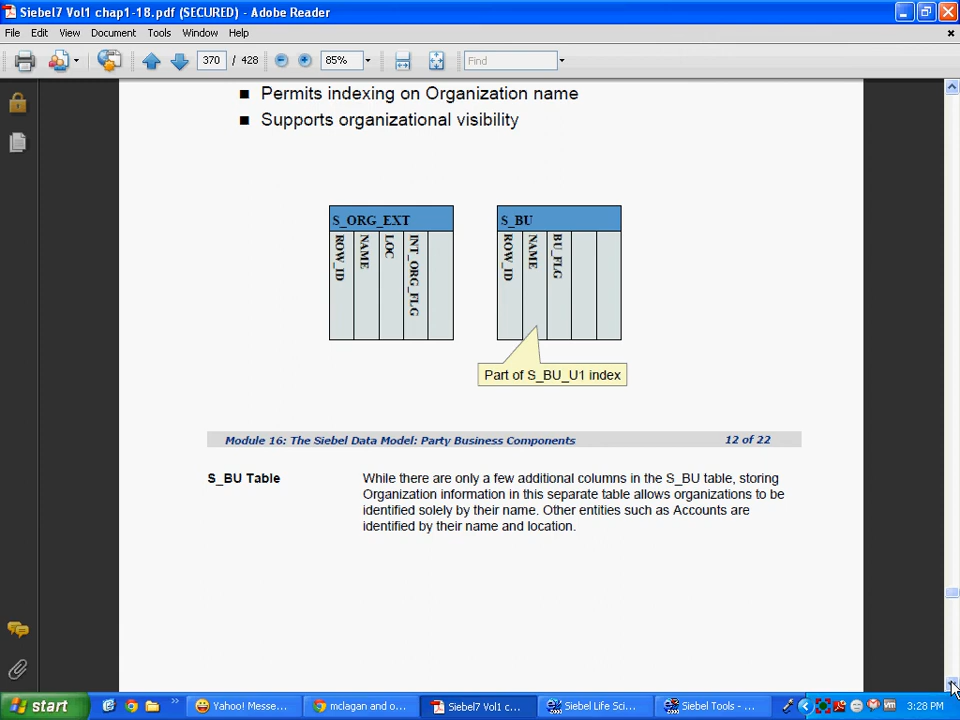 Siebel7 Vol1 chap1-18.pdf (SECURED) - Adobe Reader
File Edit View Document Tools Window Help
370 / 428 85% Find
Permits indexing on Organization name
Supports organizational visibility
S_ORG_EXT
ROW_ID
NAME
LOC
INT_ORG_FLG
S_BU
ROW_ID
NAME
BU_FLG
Part of S_BU_U1 index
Module 16: The Siebel Data Model: Party Business Components 12 of 22
S_BU Table
While there are only a few additional columns in the S_BU table, storing
Organization information in this separate table allows organizations to be
identified solely by their name. Other entities such as Accounts are
identified by their name and location.
start Yahoo! Messe... mclagan and o... Siebel7 Vol1 c... Siebel Life Sci... Siebel Tools - ... 3:28 PM